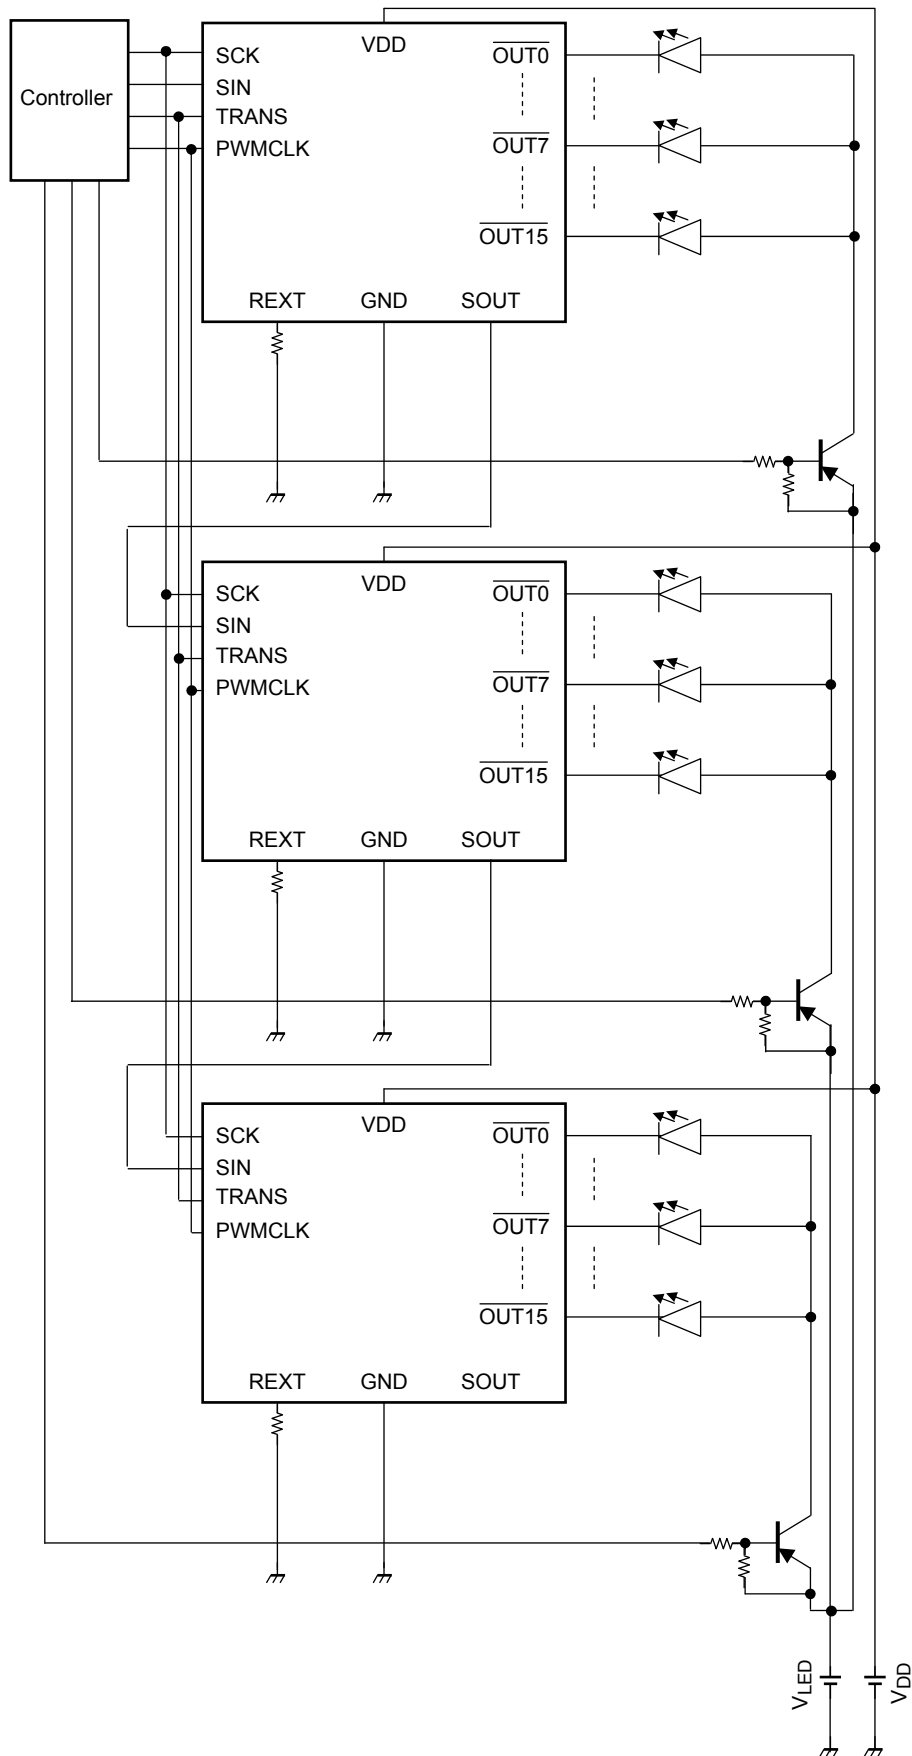 Controller
VDD
SCK
SIN
TRANS
PWMCLK
OUT0
OUT7
OUT15
REXT GND SOUT
VDD
SCK
SIN
TRANS
PWMCLK
OUT0
OUT7
OUT15
REXT GND SOUT
VDD
SCK
SIN
TRANS
PWMCLK
OUT0
OUT7
OUT15
REXT GND SOUT
VLED
VDD